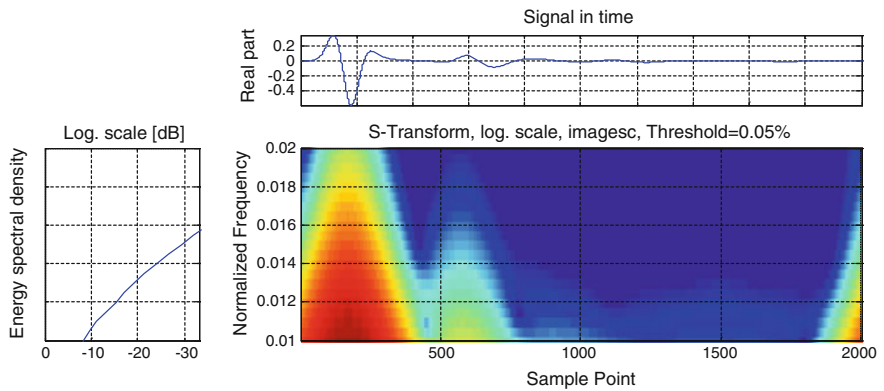 Signal in time
Real part
0.2
0
-0.2
-0.4
Log. scale [dB]
Energy spectral density
0
-10
-20
-30
S-Transform, log. scale, imagesc, Threshold=0.05%
Normalized Frequency
0.02
0.018
0.016
0.014
0.012
0.01
500
1000
1500
2000
Sample Point